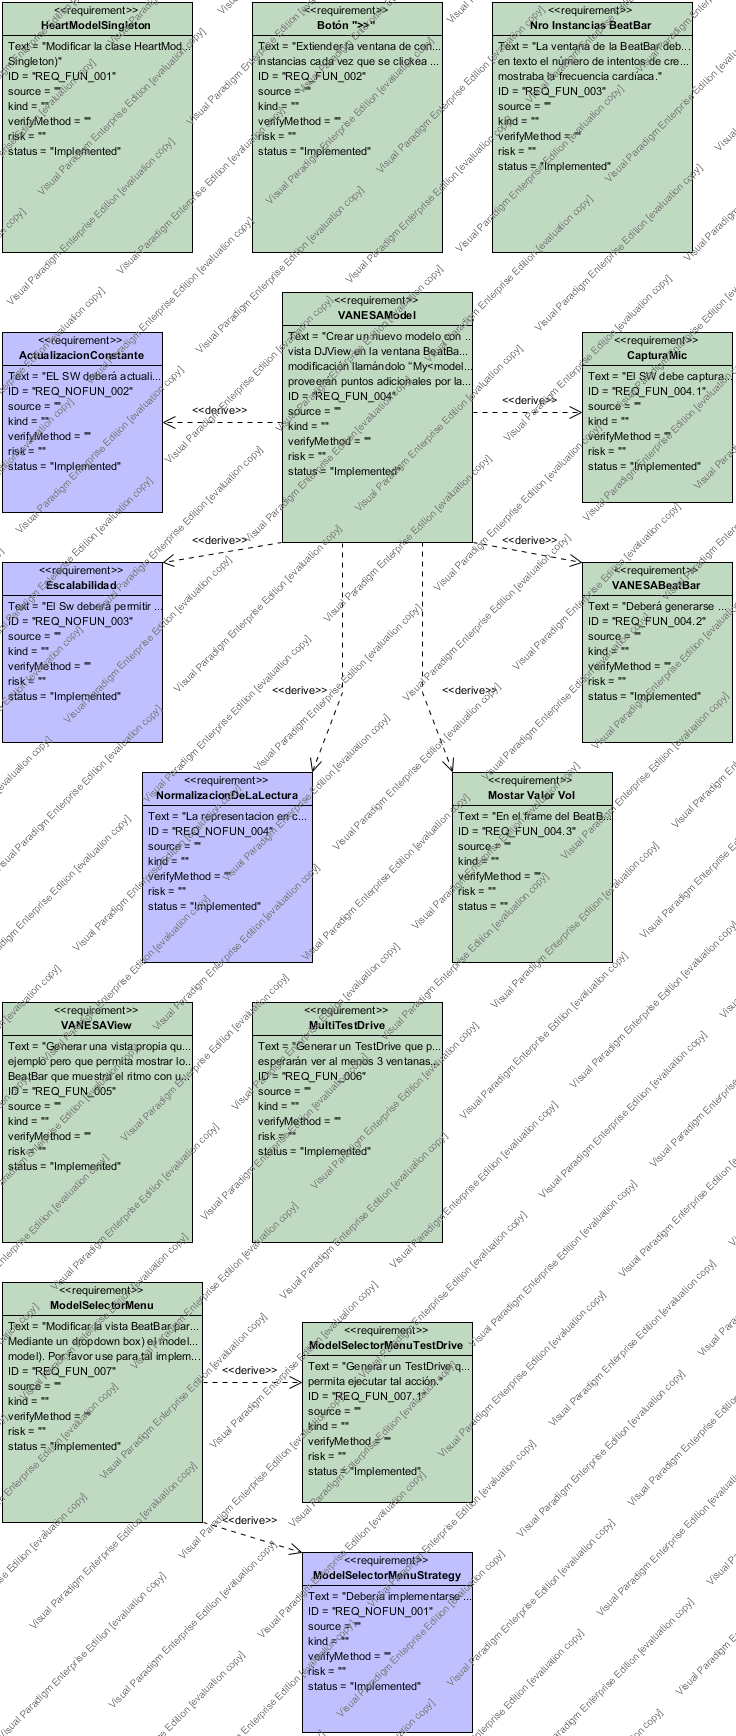 <<requirement>>
HeartModelSingleton
Text = "Modificar la clase HeartMod...
Singleton)"
ID = "REQ_FUN_001"
source = ""
kind = ""
verifyMethod = ""
risk = ""
status = "Implemented"
<<requirement>>
Botón ">>"
Text = "Extender la ventana de con...
instancias cada vez que se clickea ...
ID = "REQ_FUN_002"
source = ""
kind = ""
verifyMethod = ""
risk = ""
status = "Implemented"
<<requirement>>
Nro Instancias BeatBar
Text = "La ventana de la BeatBar deb...
en texto el número de intentos de cre...
mostraba la frecuencia cardíaca."
ID = "REQ_FUN_003"
source = ""
kind = ""
verifyMethod = ""
risk = ""
status = "Implemented"
<<requirement>>
VANESAModel
Text = "Crear un nuevo modelo con ...
vista DJView en la ventana BeatBa...
modificación llamándolo "My<model...
proveerán puntos adicionales por la...
ID = "REQ_FUN_004"
source = ""
kind = ""
verifyMethod = ""
risk = ""
status = "Implemented"
<<requirement>>
ActualizacionConstante
Text = "EL SW deberá actuali...
ID = "REQ_NOFUN_002"
source = ""
kind = ""
verifyMethod = ""
risk = ""
status = "Implemented"
<<derive>>
<<derive>>
<<requirement>>
CapturaMic
Text = "El SW debe captura...
ID = "REQ_FUN_004.1"
source = ""
kind = ""
verifyMethod = ""
risk = ""
status = "Implemented"
<<derive>>
<<derive>>
<<requirement>>
Escalabilidad
Text = "El Sw deberá permitir ...
ID = "REQ_NOFUN_003"
source = ""
kind = ""
verifyMethod = ""
risk = ""
status = "Implemented"
<<requirement>>
VANESABeatBar
Text = "Deberá generarse ...
ID = "REQ_FUN_004.2"
source = ""
kind = ""
verifyMethod = ""
risk = ""
status = "Implemented"
<<derive>>
<<derive>>
<<requirement>>
NormalizacionDeLaLectura
Text = "La representacion en c...
ID = "REQ_NOFUN_004"
source = ""
kind = ""
verifyMethod = ""
risk = ""
status = "Implemented"
<<requirement>>
Mostar Valor Vol
Text = "En el frame del BeatB...
ID = "REQ_FUN_004.3"
source = ""
kind = ""
verifyMethod = ""
risk = ""
status = ""
<<requirement>>
VANESAView
Text = "Generar una vista propia qu...
ejemplo pero que permita mostrar lo...
BeatBar que muestra el ritmo con u...
ID = "REQ_FUN_005"
source = ""
kind = ""
verifyMethod = ""
risk = ""
status = "Implemented"
<<requirement>>
MultiTestDrive
Text = "Generar un TestDrive que p...
esperarán ver al menos 3 ventanas...
ID = "REQ_FUN_006"
source = ""
kind = ""
verifyMethod = ""
risk = ""
status = "Implemented"
<<requirement>>
ModelSelectorMenu
Text = "Modificar la vista BeatBar par...
Mediante un dropdown box) el model...
model). Por favor use para tal implem...
ID = "REQ_FUN_007"
source = ""
kind = ""
verifyMethod = ""
risk = ""
status = "Implemented"
<<derive>>
<<requirement>>
ModelSelectorMenuTestDrive
Text = "Generar un TestDrive q...
permita ejecutar tal acción."
ID = "REQ_FUN_007.1"
source = ""
kind = ""
verifyMethod = ""
risk = ""
status = "Implemented"
<<derive>>
<<requirement>>
ModelSelectorMenuStrategy
Text = "Debería implementarse ...
ID = "REQ_NOFUN_001"
source = ""
kind = ""
verifyMethod = ""
risk = ""
status = "Implemented"
Visual Paradigm Enterprise Edition [evaluation copy]